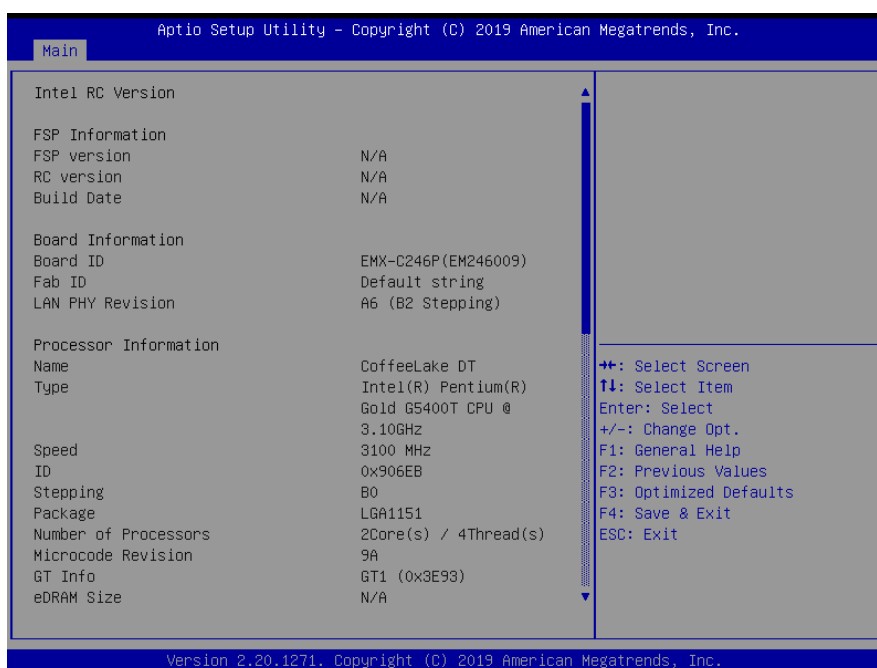 Aptio Setup Utility – Copyright (C) 2019 American Megatrends, Inc.
Main
Intel RC Version
FSP Information
FSP version N/A
RC version N/A
Build Date N/A
Board Information
Board ID EMX-C246P(EM246009)
Fab ID Default string
LAN PHY Revision A6 (B2 Stepping)
Processor Information
Name CoffeeLake DT
Type Intel(R) Pentium(R)
Gold G5400T CPU @
3.10GHz
Speed 3100 MHz
ID 0x906EB
Stepping B0
Package LGA1151
Number of Processors 2Core(s) / 4Thread(s)
Microcode Revision 9A
GT Info GT1 (0x3E93)
eDRAM Size N/A
→←: Select Screen
↑↓: Select Item
Enter: Select
+/-: Change Opt.
F1: General Help
F2: Previous Values
F3: Optimized Defaults
F4: Save & Exit
ESC: Exit
Version 2.20.1271. Copyright (C) 2019 American Megatrends, Inc.